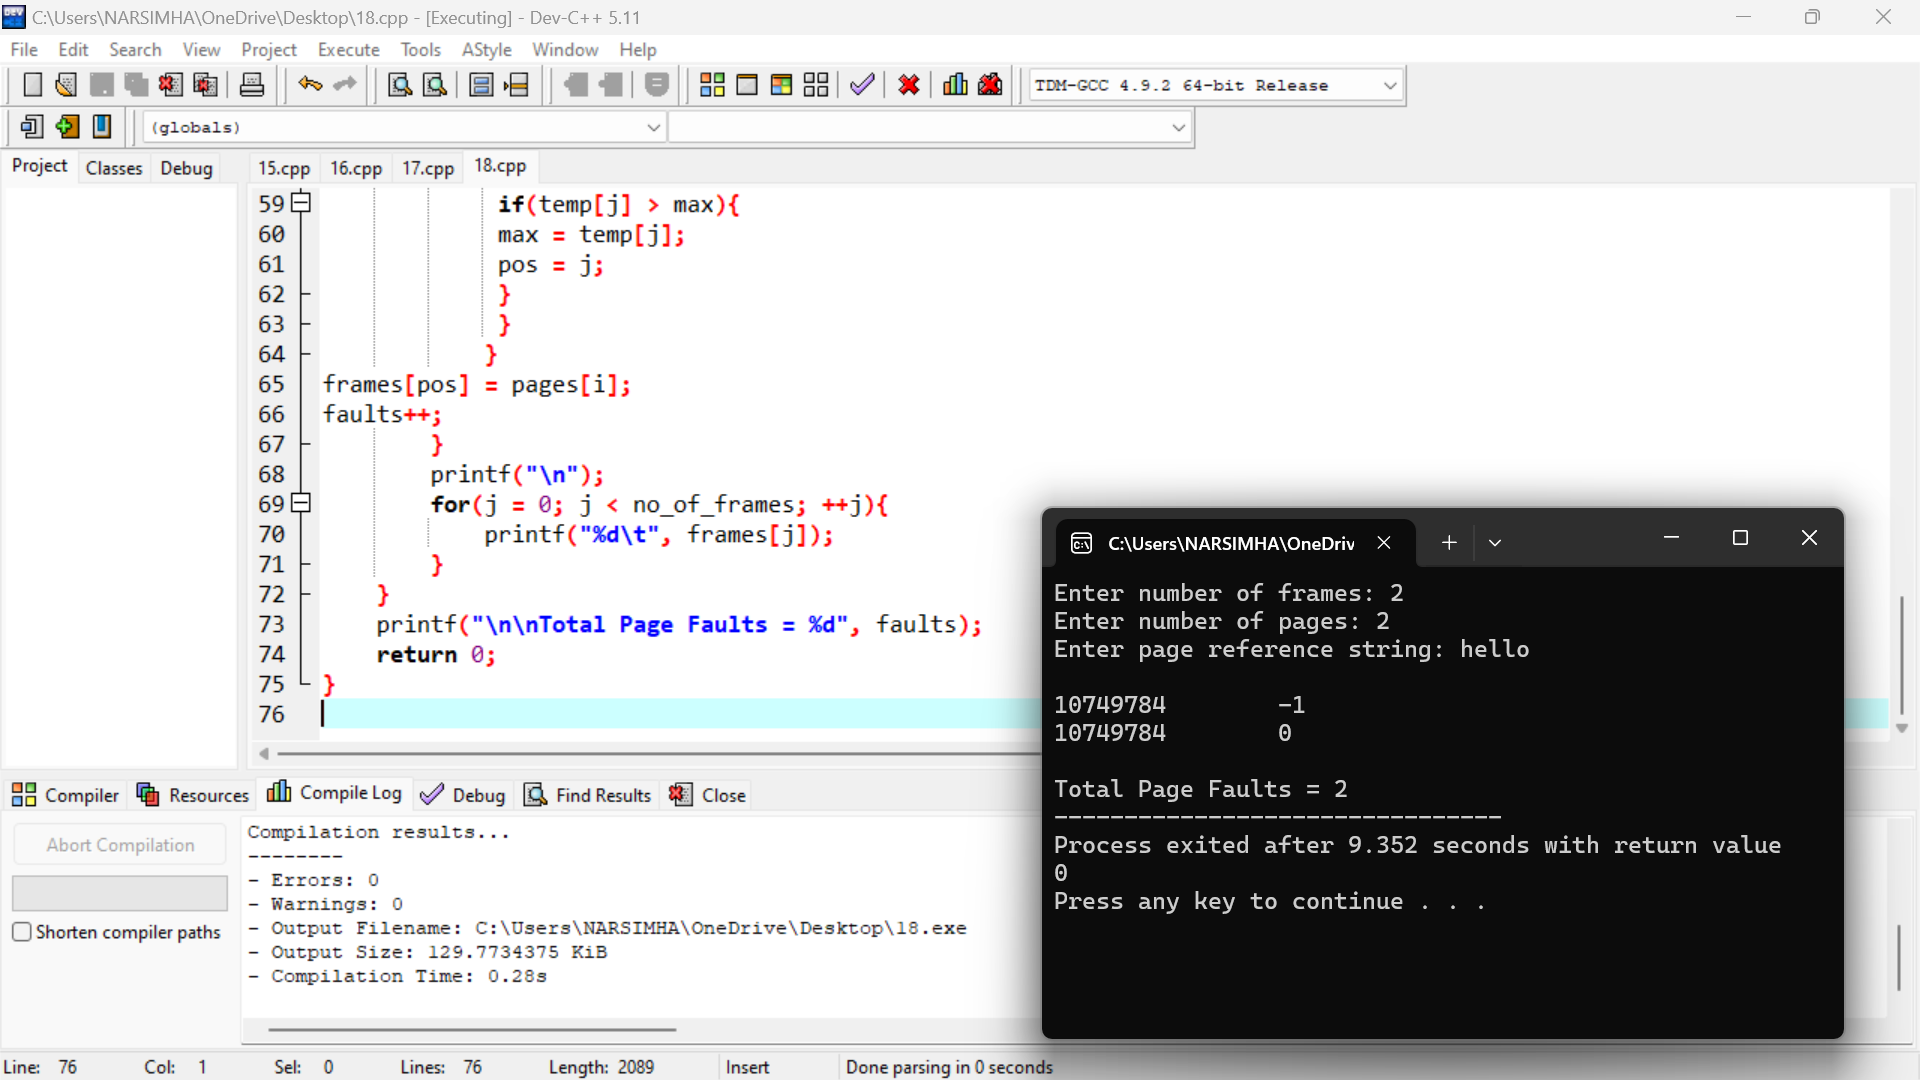 C:\Users\NARSIMHA\OneDrive\Desktop\18.cpp - [Executing] - Dev-C++ 5.11
File Edit Search View Project Execute Tools AStyle Window Help
TDM-GCC 4.9.2 64-bit Release
(globals)
Project Classes Debug
15.cpp 16.cpp 17.cpp 18.cpp
59 if(temp[j] > max){
60 max = temp[j];
61 pos = j;
62 }
63 }
64 }
65 frames[pos] = pages[i];
66 faults++;
67 }
68 printf("\n");
69 for(j = 0; j < no_of_frames; ++j){
70 printf("%d\t", frames[j]);
71 }
72 }
73 printf("\n\nTotal Page Faults = %d", faults);
74 return 0;
75 }
76
C:\Users\NARSIMHA\OneDriv
Enter number of frames: 2
Enter number of pages: 2
Enter page reference string: hello
10749784 -1
10749784 0
Total Page Faults = 2
--------------------------------
Process exited after 9.352 seconds with return value
0
Press any key to continue . . .
Compiler Resources Compile Log Debug Find Results Close
Abort Compilation
Shorten compiler paths
Compilation results...
--------
- Errors: 0
- Warnings: 0
- Output Filename: C:\Users\NARSIMHA\OneDrive\Desktop\18.exe
- Output Size: 129.7734375 KiB
- Compilation Time: 0.28s
Line: 76 Col: 1 Sel: 0 Lines: 76 Length: 2089 Insert Done parsing in 0 seconds